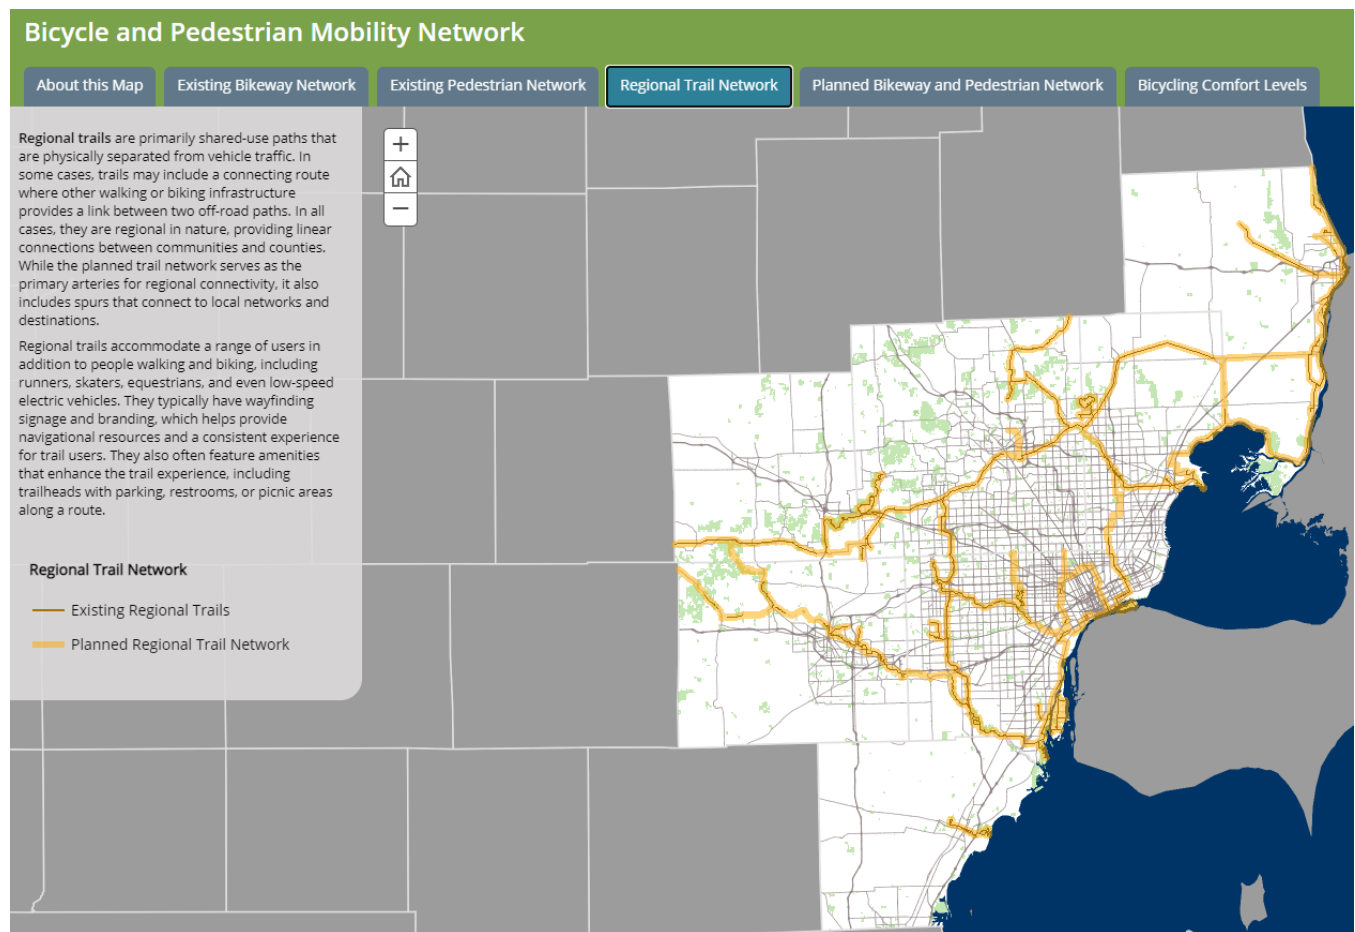 Bicycle and Pedestrian Mobility Network
About this Map
Existing Bikeway Network
Existing Pedestrian Network
Regional Trail Network
Planned Bikeway and Pedestrian Network
Bicycling Comfort Levels
Regional trails are primarily shared-use paths that
are physically separated from vehicle traffic. In
some cases, trails may include a connecting route
where other walking or biking infrastructure
provides a link between two off-road paths. In all
cases, they are regional in nature, providing linear
connections between communities and counties.
While the planned trail network serves as the
primary arteries for regional connectivity, it also
includes spurs that connect to local networks and
destinations.
Regional trails accommodate a range of users in
addition to people walking and biking, including
runners, skaters, equestrians, and even low-speed
electric vehicles. They typically have wayfinding
signage and branding, which helps provide
navigational resources and a consistent experience
for trail users. They also often feature amenities
that enhance the trail experience, including
trailheads with parking, restrooms, or picnic areas
along a route.
Regional Trail Network
Existing Regional Trails
Planned Regional Trail Network
+
−